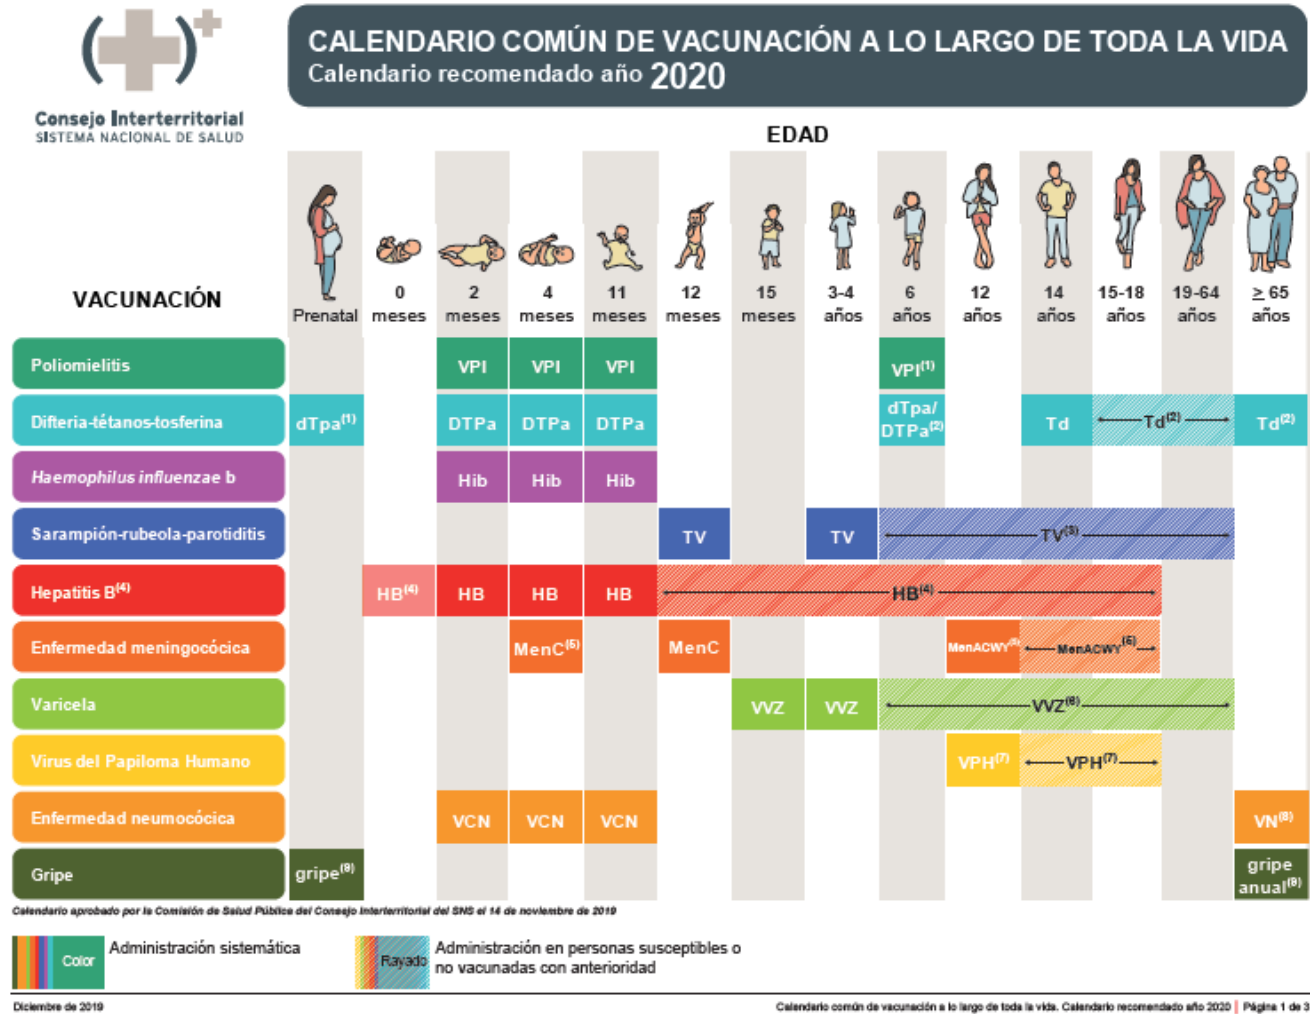 CALENDARIO COMÚN DE VACUNACIÓN A LO LARGO DE TODA LA VIDA
Calendario recomendado año 2020
Consejo Interterritorial
SISTEMA NACIONAL DE SALUD
EDAD
VACUNACIÓN
Prenatal
0 meses
2 meses
4 meses
11 meses
12 meses
15 meses
3-4 años
6 años
12 años
14 años
15-18 años
19-64 años
≥ 65 años
Poliomielitis VPI VPI VPI VPI(1)
Difteria-tétanos-tosferina dTpa(1) DTPa DTPa DTPa dTpa/ DTPa(2) Td Td(2) Td(2)
Haemophilus influenzae b Hib Hib Hib
Sarampión-rubeola-parotiditis TV TV TV(3)
Hepatitis B(4) HB(4) HB HB HB HB(4)
Enfermedad meningocócica MenC(5) MenC MenACWY(5) MenACWY(5)
Varicela VVZ VVZ VVZ(6)
Virus del Papiloma Humano VPH(7) VPH(7)
Enfermedad neumocócica VCN VCN VCN VN(8)
Gripe gripe(9) gripe anual(9)
Calendario aprobado por la Comisión de Salud Pública del Consejo Interterritorial del SNS el 14 de noviembre de 2019
Color Administración sistemática
Rayado Administración en personas susceptibles o
no vacunadas con anterioridad
Diciembre de 2019
Calendario común de vacunación a lo largo de toda la vida. Calendario recomendado año 2020 | Página 1 de 3